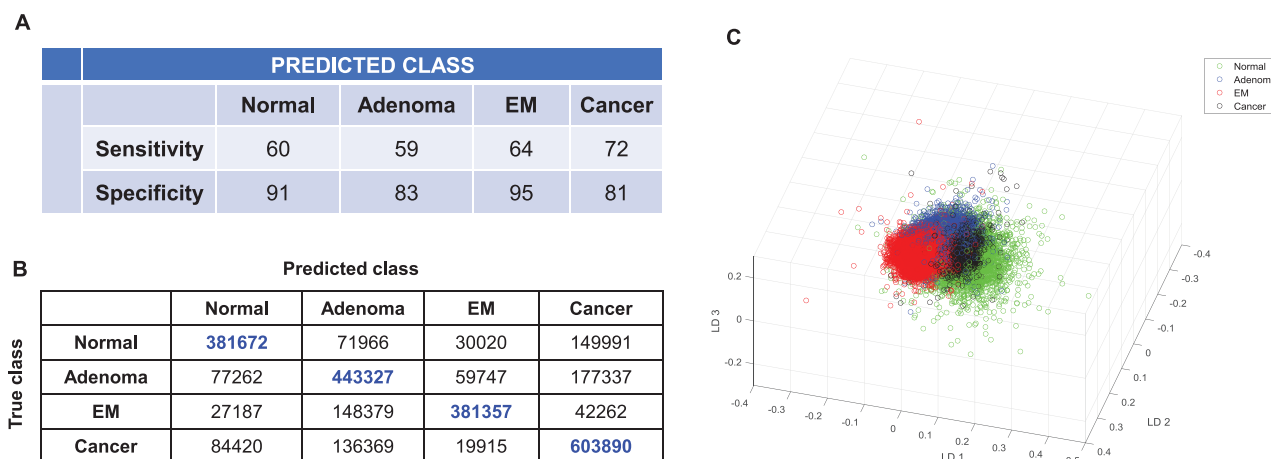 A
PREDICTED CLASS
Normal Adenoma EM Cancer
Sensitivity 60 59 64 72
Specificity 91 83 95 81
B
Predicted class
True class
Normal Adenoma EM Cancer
Normal 381672 71966 30020 149991
Adenoma 77262 443327 59747 177337
EM 27187 148379 381357 42262
Cancer 84420 136369 19915 603890
C
Normal
Adenom
EM
Cancer
LD 3
0.2
0
-0.2
-0.4 -0.3 -0.2 -0.1 0 0.1 0.2 0.3 0.4 0.5
LD 1
-0.4
-0.3
-0.2
-0.1
0
0.1
0.2
0.3
0.4
LD 2